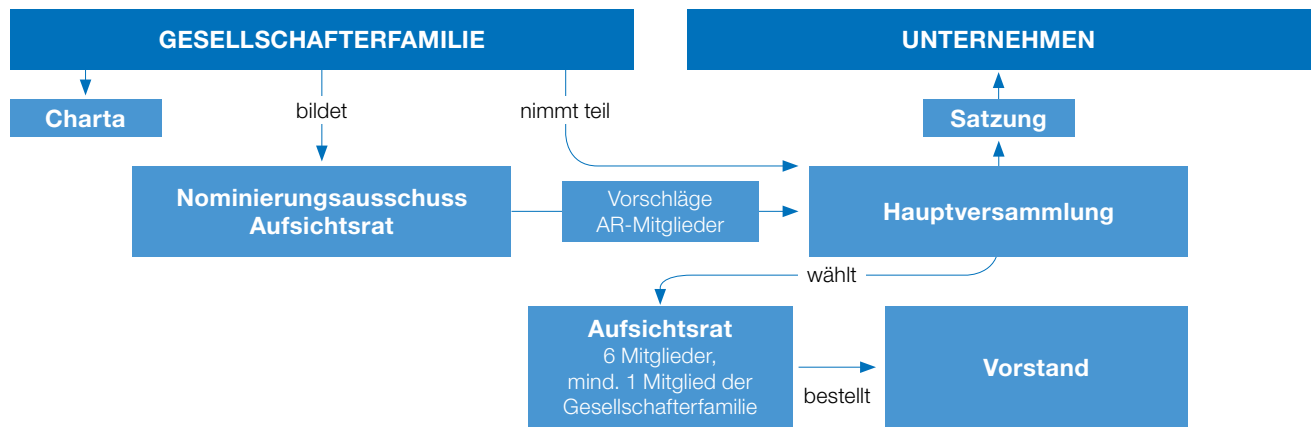 GESELLSCHAFTERFAMILIE
UNTERNEHMEN
Charta
bildet
nimmt teil
Satzung
Nominierungsausschuss
Aufsichtsrat
Vorschläge
AR-Mitglieder
Hauptversammlung
wählt
Aufsichtsrat
6 Mitglieder,
mind. 1 Mitglied der
Gesellschafterfamilie
bestellt
Vorstand